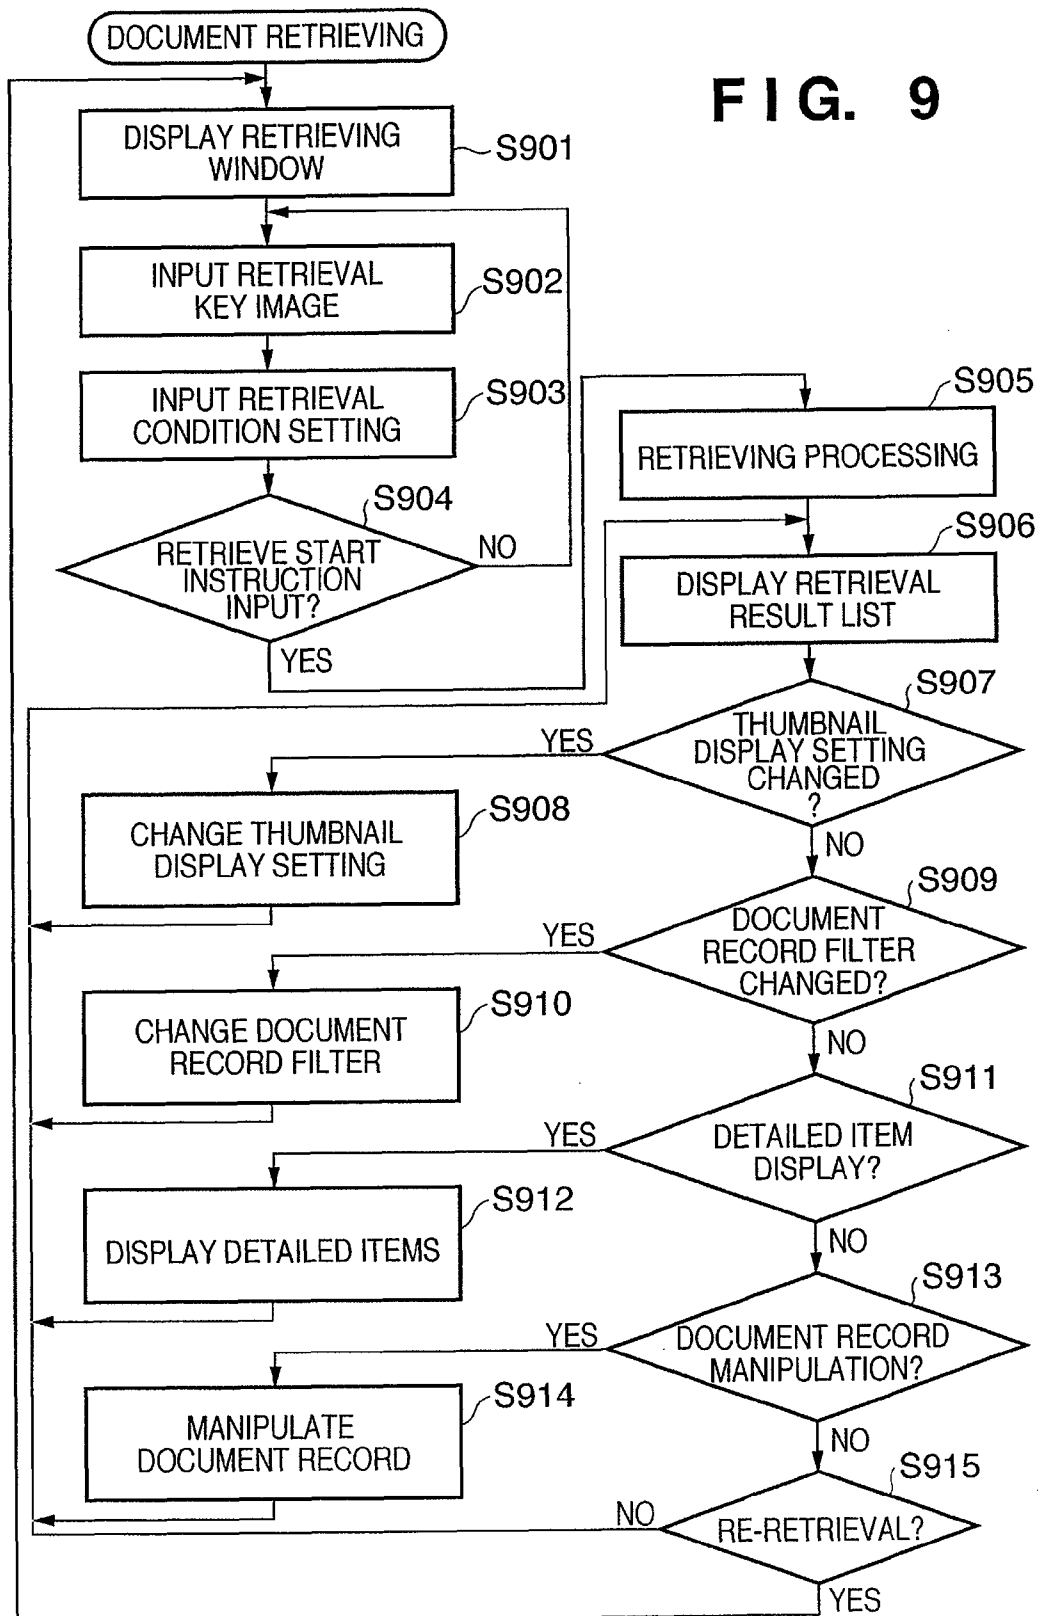 DOCUMENT RETRIEVING
FIG. 9
DISPLAY RETRIEVING
WINDOW
S901
INPUT RETRIEVAL
KEY IMAGE
S902
INPUT RETRIEVAL
CONDITION SETTING
S903
S904
RETRIEVE START
INSTRUCTION
INPUT?
NO
YES
S905
RETRIEVING PROCESSING
S906
DISPLAY RETRIEVAL
RESULT LIST
S907
THUMBNAIL
DISPLAY SETTING
CHANGED
?
YES
NO
S908
CHANGE THUMBNAIL
DISPLAY SETTING
S909
DOCUMENT
RECORD FILTER
CHANGED?
YES
NO
S910
CHANGE DOCUMENT
RECORD FILTER
S911
DETAILED ITEM
DISPLAY?
YES
NO
S912
DISPLAY DETAILED ITEMS
S913
DOCUMENT RECORD
MANIPULATION?
YES
NO
S914
MANIPULATE
DOCUMENT RECORD
S915
RE-RETRIEVAL?
NO
YES